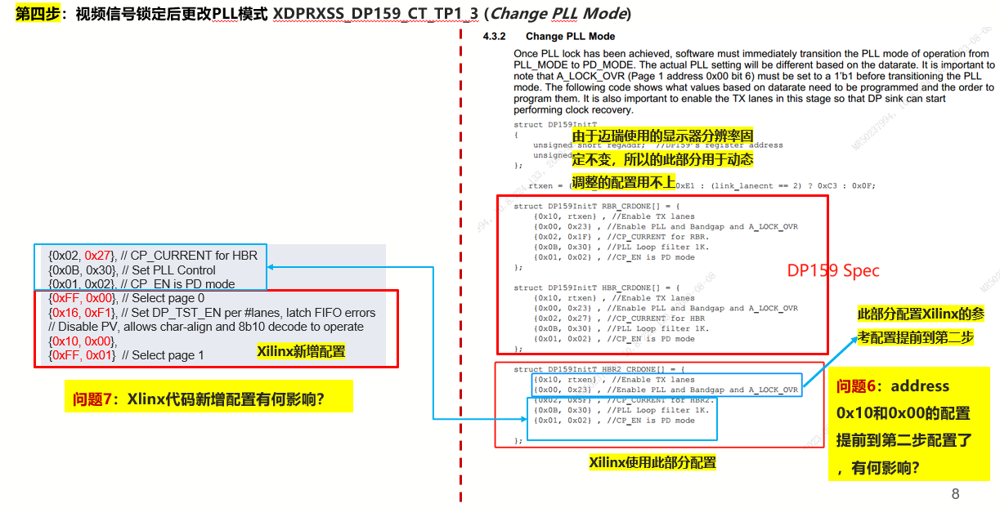 第四步：视频信号锁定后更改PLL模式 XDPRXSS_DP159_CT_TP1_3 (Change PLL Mode)
4.3.2 Change PLL Mode
Once PLL lock has been achieved, software must immediately transition the PLL mode of operation from
PLL_MODE to PD_MODE. The actual PLL setting will be different based on the datarate. It is important to
note that A_LOCK_OVR (Page 1 address 0x00 bit 6) must be set to a 1'b1 before transitioning the PLL
mode. The following code shows what values based on datarate need to be programmed and the order to
program them. It is also important to enable the TX lanes in this stage so that DP sink can start
performing clock recovery.
struct DP159InitT
{
unsigned short regAddr; //DP159's register address
unsigned
};
由于迈瑞使用的显示器分辨率固
定不变，所以的此部分用于动态
调整的配置用不上
rtxen = ( 0xE1 : (link_lanecnt == 2) ? 0xC3 : 0x0F;
struct DP159InitT RBR_CRDONE[] = {
{0x10, rtxen} , //Enable TX lanes
{0x00, 0x23} , //Enable PLL and Bandgap and A_LOCK_OVR
{0x02, 0x1F} , //CP_CURRENT for RBR.
{0x0B, 0x30} , //PLL Loop filter 1K.
{0x01, 0x02} , //CP_EN is PD mode
};
struct DP159InitT HBR_CRDONE[] = {
{0x10, rtxen} , //Enable TX lanes
{0x00, 0x23} , //Enable PLL and Bandgap and A_LOCK_OVR
{0x02, 0x27} , //CP_CURRENT for HBR
{0x0B, 0x30} , //PLL Loop filter 1K.
{0x01, 0x02} , //CP_EN is PD mode
};
DP159 Spec
struct DP159InitT HBR2_CRDONE[] = {
{0x10, rtxen} , //Enable TX lanes
{0x00, 0x23} , //Enable PLL and Bandgap and A_LOCK_OVR
{0x02, 0x5F} , //CP_CURRENT for HBR2.
{0x0B, 0x30} , //PLL Loop filter 1K.
{0x01, 0x02} , //CP_EN is PD mode
};
Xilinx使用此部分配置
此部分配置Xilinx的参
考配置提前到第二步
问题6：address
0x10和0x00的配置
提前到第二步配置了
，有何影响？
{0x02, 0x27}, // CP_CURRENT for HBR
{0x0B, 0x30}, // Set PLL Control
{0x01, 0x02}, // CP_EN is PD mode
{0xFF, 0x00}, // Select page 0
{0x16, 0xF1}, // Set DP_TST_EN per #lanes, latch FIFO errors
// Disable PV, allows char-align and 8b10 decode to operate
{0x10, 0x00},
{0xFF, 0x01} // Select page 1
Xilinx新增配置
问题7：Xlinx代码新增配置有何影响？
8